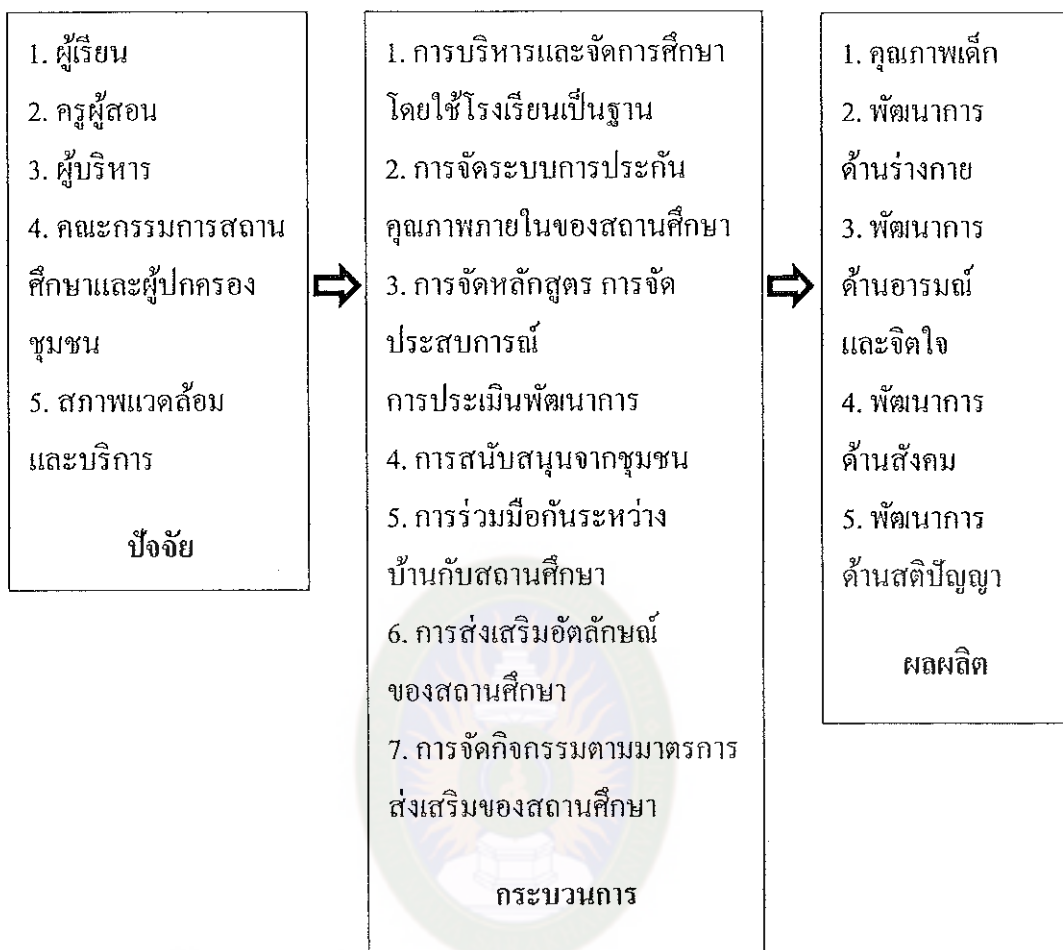 1. ผู้เรียน
2. ครูผู้สอน
3. ผู้บริหาร
4. คณะกรรมการสถาน
ศึกษาและผู้ปกครอง
ชุมชน
5. สภาพแวดล้อม
และบริการ
ปัจจัย
1. การบริหารและจัดการศึกษา
โดยใช้โรงเรียนเป็นฐาน
2. การจัดระบบการประกัน
คุณภาพภายในของสถานศึกษา
3. การจัดหลักสูตร การจัด
ประสบการณ์
การประเมินพัฒนาการ
4. การสนับสนุนจากชุมชน
5. การร่วมมือกันระหว่าง
บ้านกับสถานศึกษา
6. การส่งเสริมอัตลักษณ์
ของสถานศึกษา
7. การจัดกิจกรรมตามมาตรการ
ส่งเสริมของสถานศึกษา
กระบวนการ
1. คุณภาพเด็ก
2. พัฒนาการ
ด้านร่างกาย
3. พัฒนาการ
ด้านอารมณ์
และจิตใจ
4. พัฒนาการ
ด้านสังคม
5. พัฒนาการ
ด้านสติปัญญา
ผลผลิต